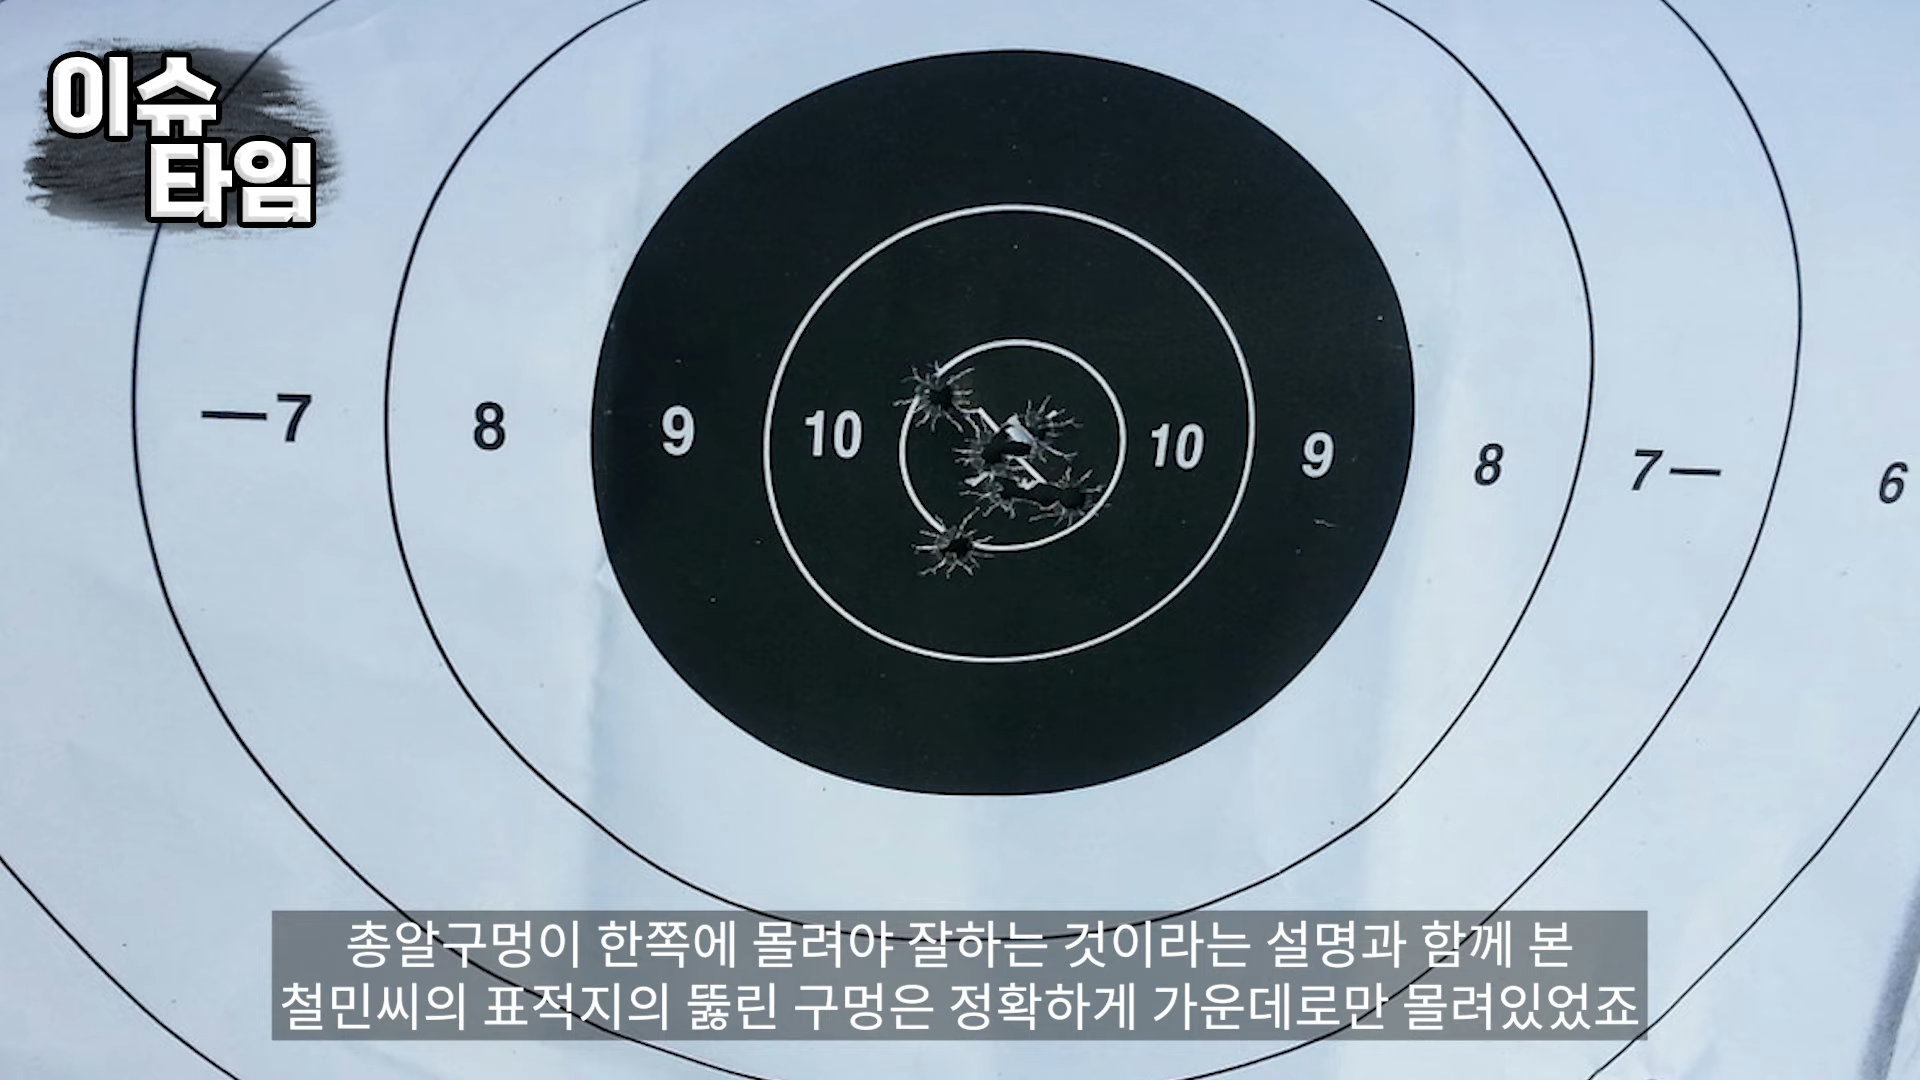 이슈
타임
7 8 9 10 10 9 8 7 6
총알구멍이 한쪽에 몰려야 잘하는 것이라는 설명과 함께 본
철민씨의 표적지의 뚫린 구멍은 정확하게 가운데로만 몰려있었죠